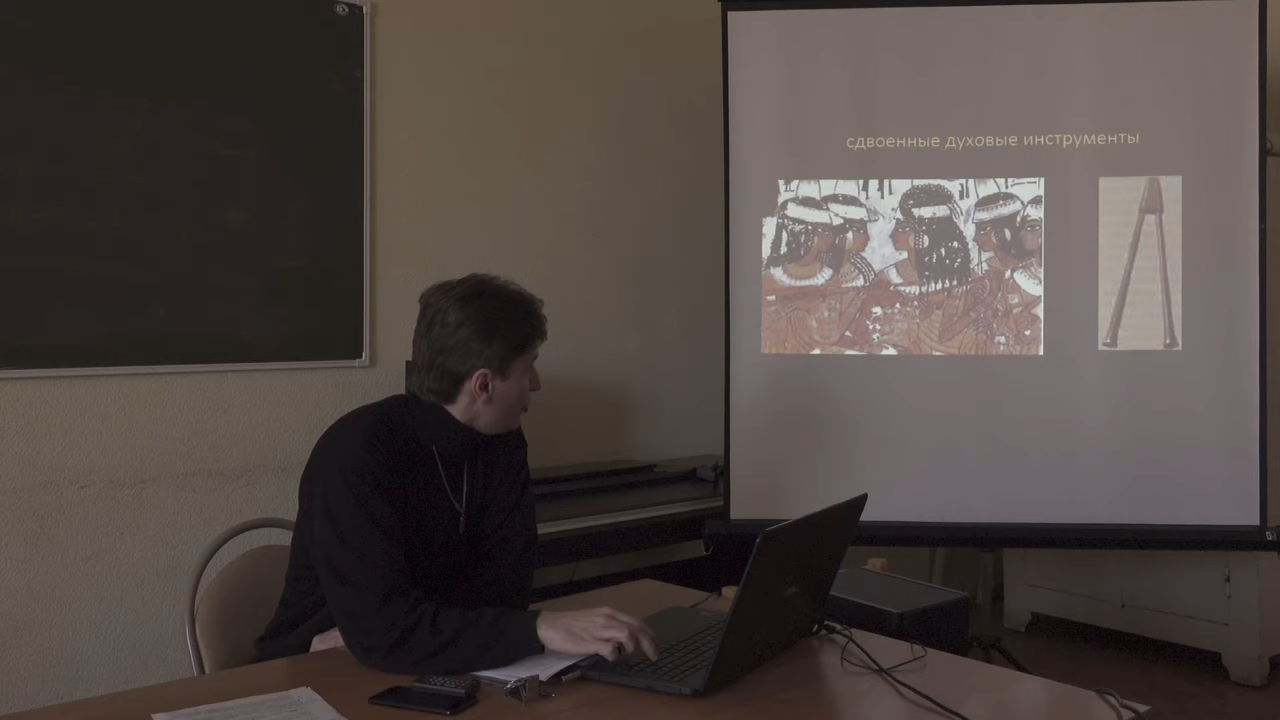 сдвоенные духовые инструменты